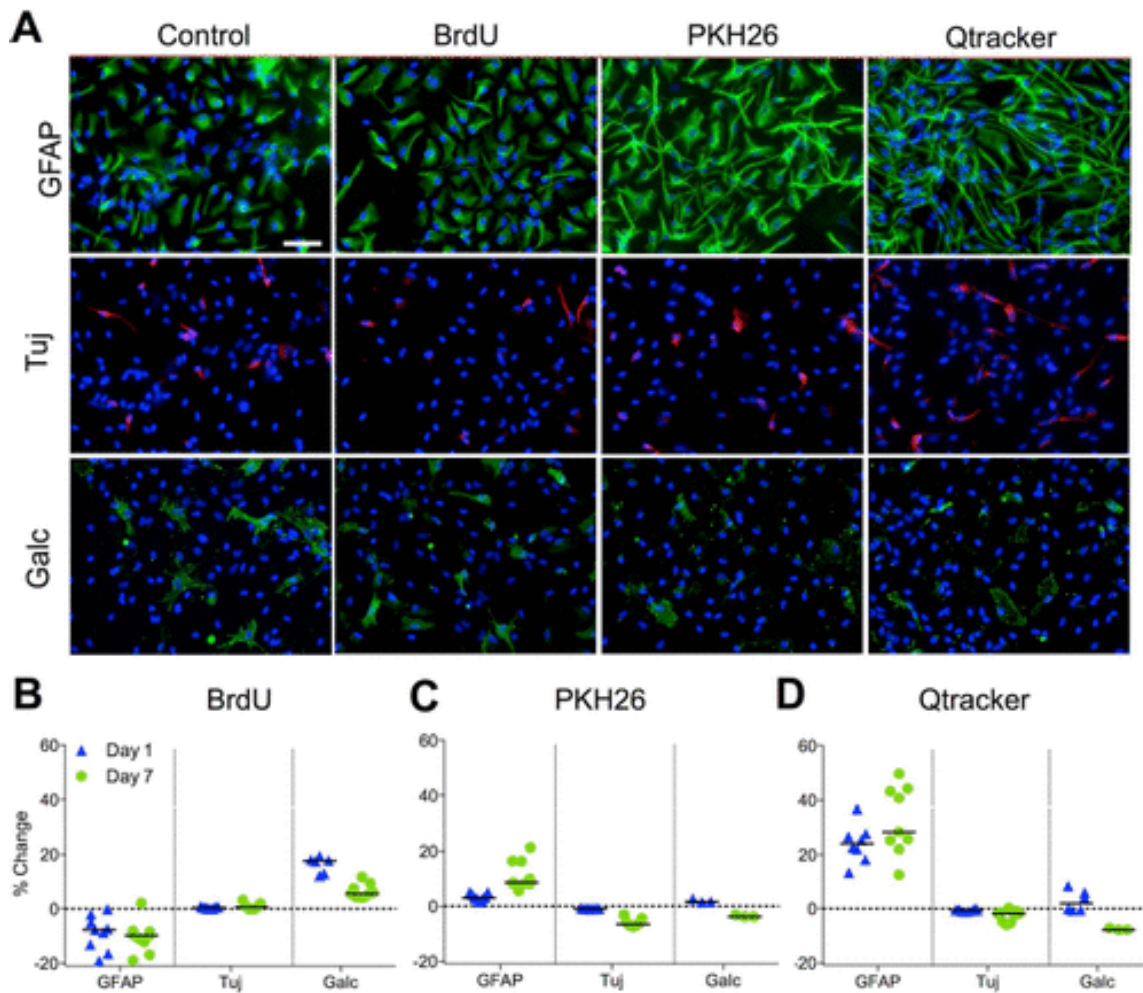 A
Control BrdU PKH26 Qtracker
GFAP
Tuj
Galc
B BrdU C PKH26 D Qtracker
Day 1
Day 7
% Change
60
40
20
0
-20
GFAP Tuj Galc
60
40
20
0
-20
GFAP Tuj Galc
60
40
20
0
-20
GFAP Tuj Galc